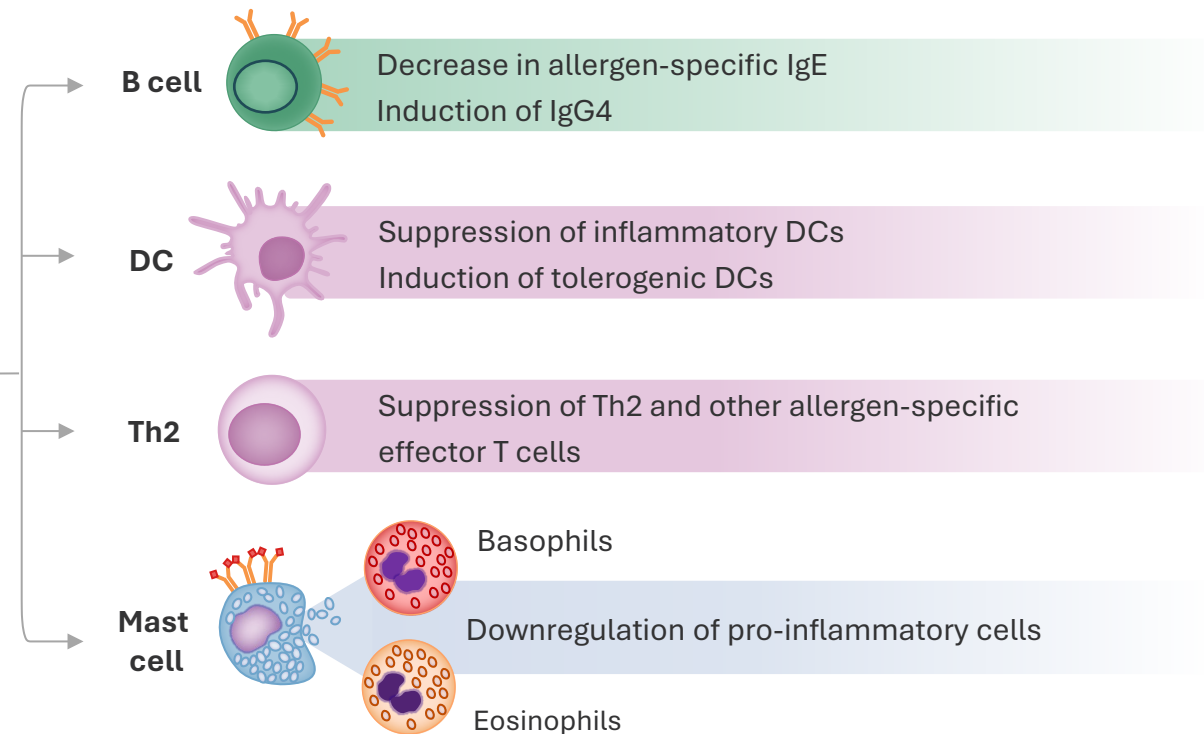 B cell
Decrease in allergen-specific IgE
Induction of IgG4
DC
Suppression of inflammatory DCs
Induction of tolerogenic DCs
Th2
Suppression of Th2 and other allergen-specific
effector T cells
Mast
cell
Basophils
Downregulation of pro-inflammatory cells
Eosinophils